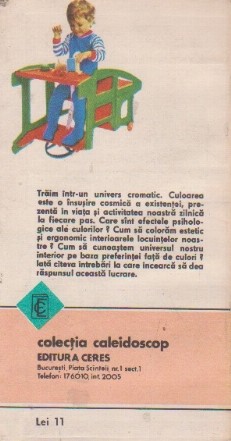 Trăim într-un univers cromatic. Culoarea
este o însușire cosmică a existenței, pre-
zentă în viața și activitatea noastră zilnică
la fiecare pas. Care sînt efectele psiholo-
gice ale culorilor ? Cum să colorăm estetic
și ergonomic interioarele locuințelor noas-
tre ? Cum să cunoaștem universul nostru
interior pe baza preferinței față de culori ?
Iată cîteva întrebări la care încearcă să dea
răspunsul această lucrare.
colecția caleidoscop
EDITURA CERES
București, Piața Scînteii nr.1 sect.1
Telefon: 176010, int. 2005
Lei 11